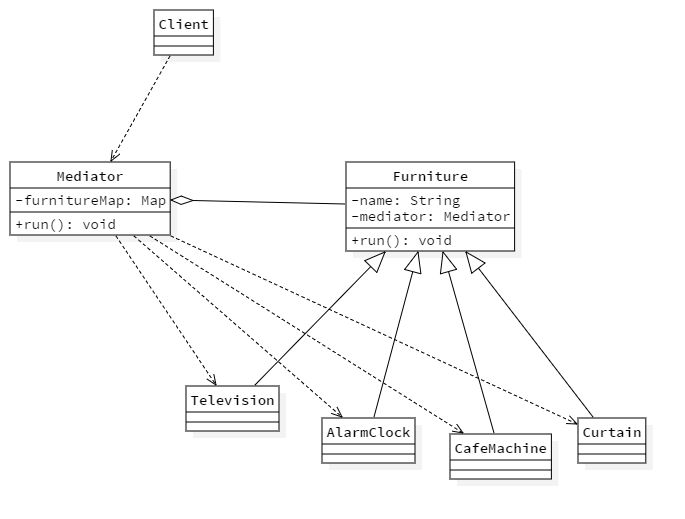 Client
Mediator
-furnitureMap: Map
+run(): void
Furniture
-name: String
-mediator: Mediator
+run(): void
Television
AlarmClock
CafeMachine
Curtain